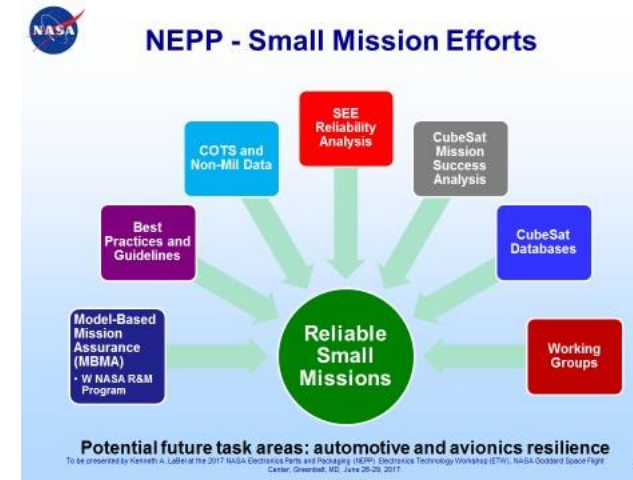 NASA
NEPP - Small Mission Efforts
SEE
Reliability
Analysis
COTS and
Non-Mil Data
CubeSat
Mission
Success
Analysis
Best
Practices and
Guidelines
CubeSat
Databases
Model-Based
Mission
Assurance
(MBMA)
• W NASA R&M
Program
Reliable
Small
Missions
Working
Groups
Potential future task areas: automotive and avionics resilience
To be presented by Kenneth A. LaBel at the 2017 NASA Electronics Parts and Packaging (NEPP) Electronics Technology Workshop (ETW), NASA Goddard Space Flight
Center, Greenbelt, MD, June 26-29, 2017.